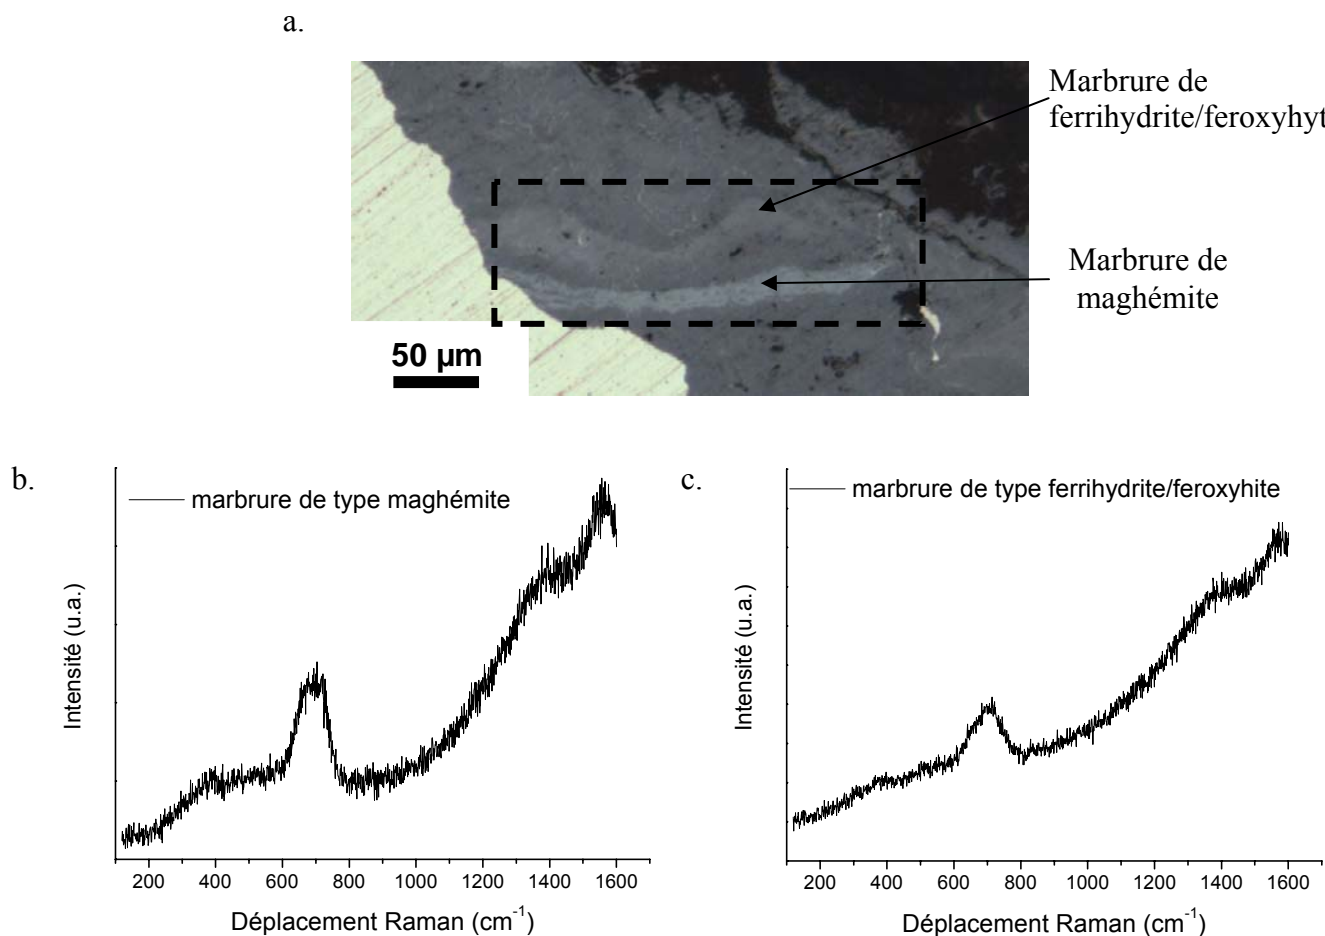 a.
Marbrure de
ferrihydrite/feroxyhyt
Marbrure de
maghémite
50 µm
b.
marbrure de type maghémite
Intensité (u.a.)
200 400 600 800 1000 1200 1400 1600
Déplacement Raman (cm-1)
c.
marbrure de type ferrihydrite/feroxyhite
Intensité (u.a.)
200 400 600 800 1000 1200 1400 1600
Déplacement Raman (cm-1)